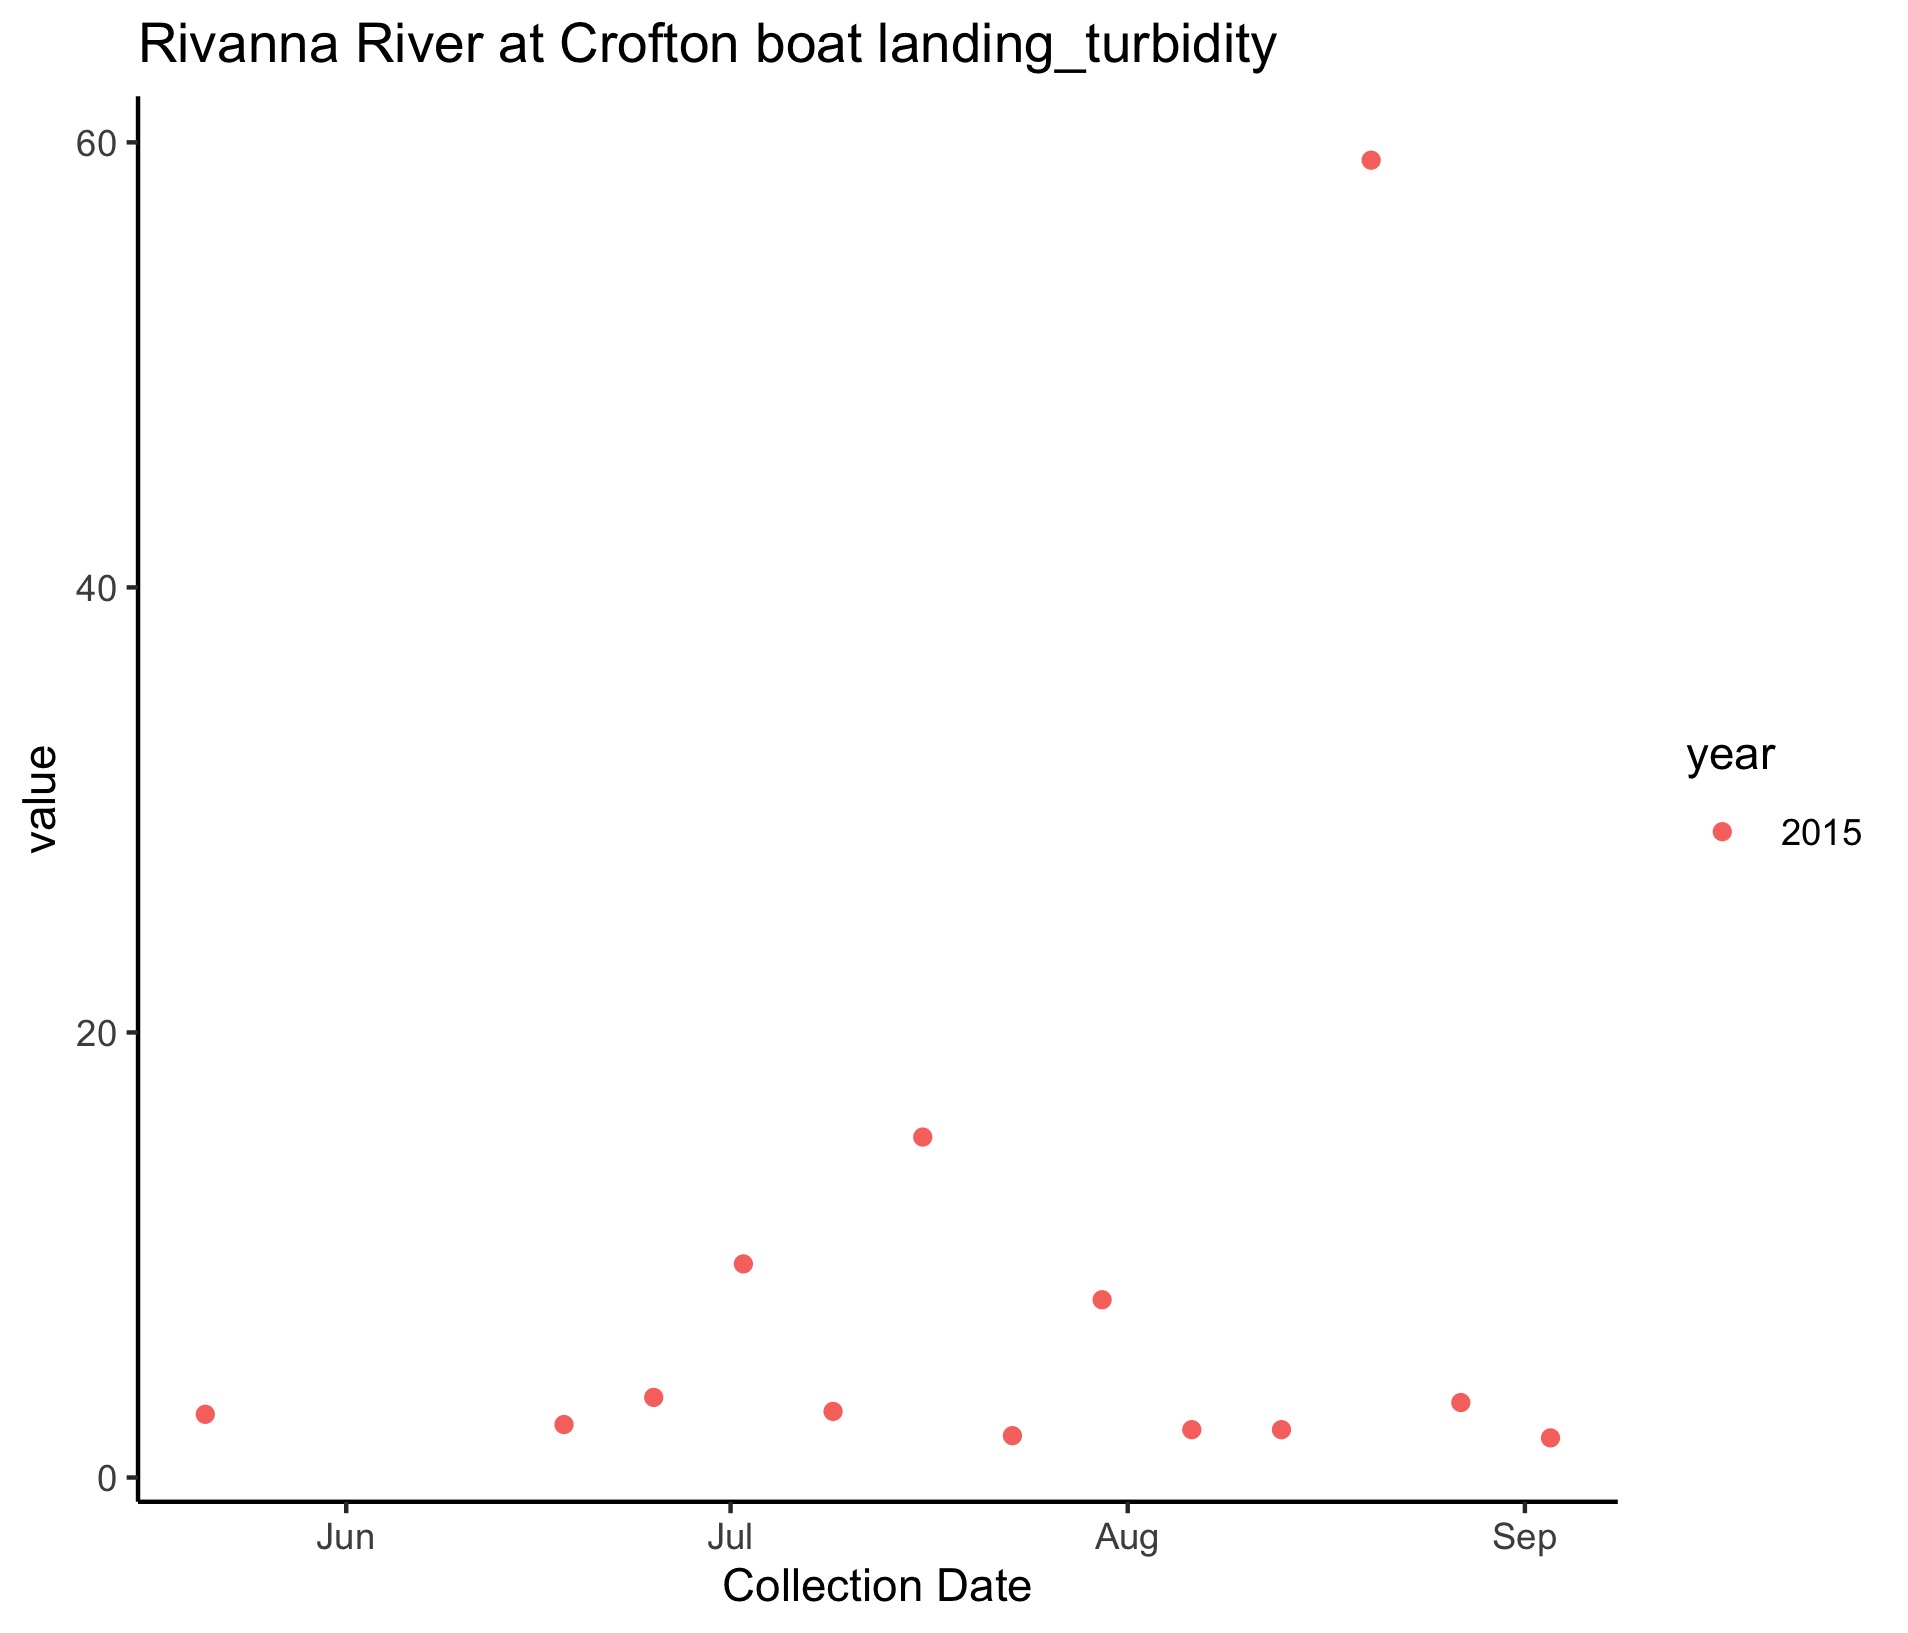 Rivanna River at Crofton boat landing_turbidity
60
40
20
0
value
Jun Jul Aug Sep
Collection Date
year
2015